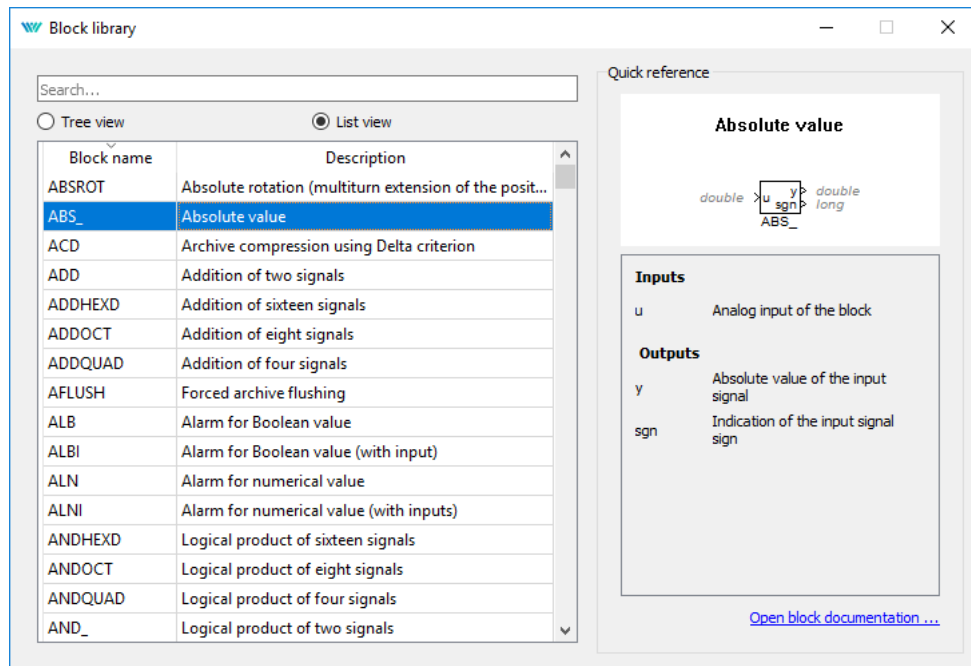 Block library
Search...
Tree view
List view
Block name Description
ABSROT Absolute rotation (multiturn extension of the posit...
ABS_ Absolute value
ACD Archive compression using Delta criterion
ADD Addition of two signals
ADDHEXD Addition of sixteen signals
ADDOCT Addition of eight signals
ADDQUAD Addition of four signals
AFLUSH Forced archive flushing
ALB Alarm for Boolean value
ALBI Alarm for Boolean value (with input)
ALN Alarm for numerical value
ALNI Alarm for numerical value (with inputs)
ANDHEXD Logical product of sixteen signals
ANDOCT Logical product of eight signals
ANDQUAD Logical product of four signals
AND_ Logical product of two signals
Quick reference
Absolute value
double u y double
sgn long
ABS_
Inputs
u Analog input of the block
Outputs
y Absolute value of the input
signal
sgn Indication of the input signal
sign
Open block documentation ...